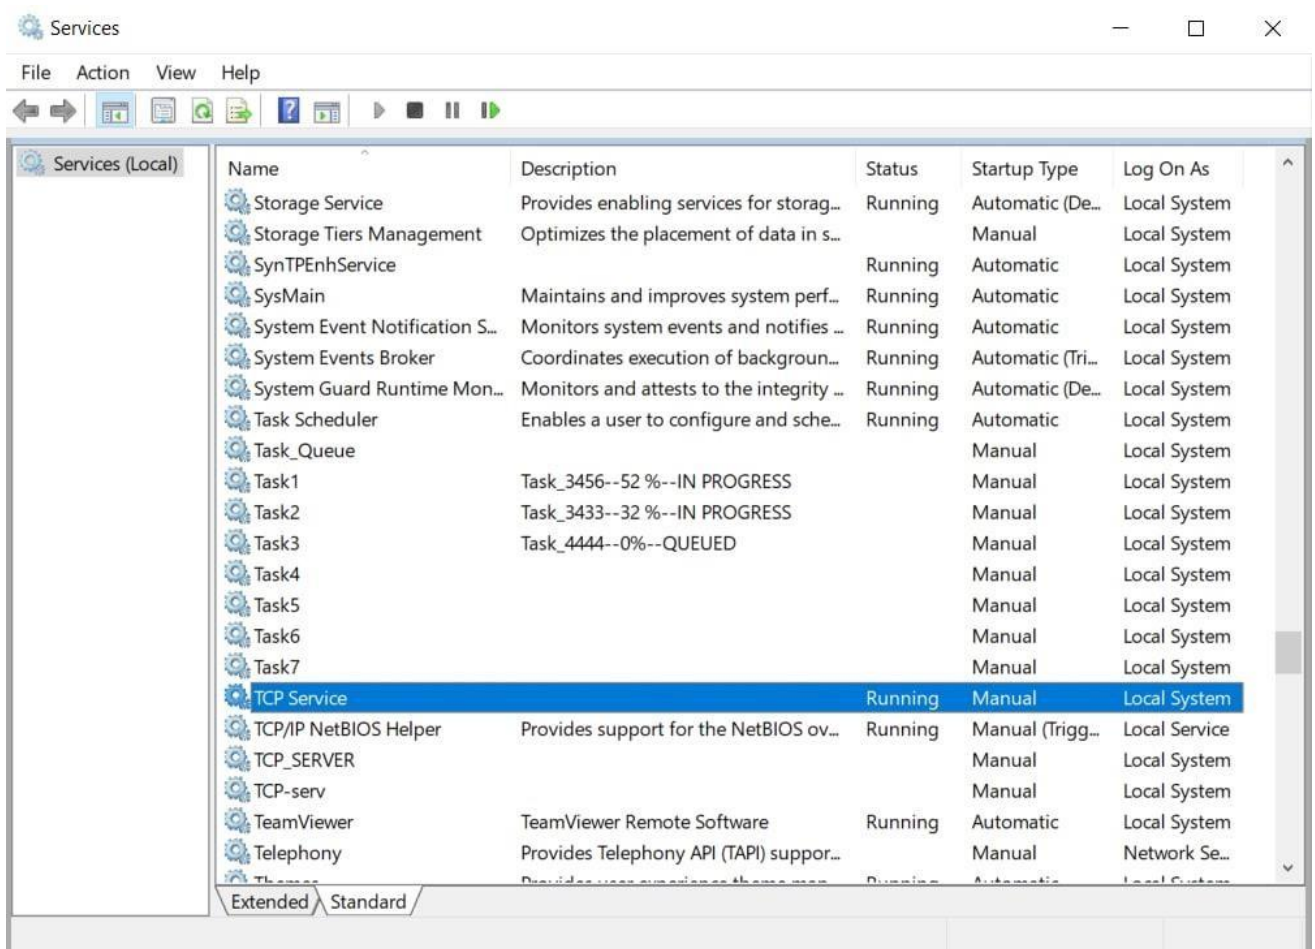 Services
File Action View Help
Services (Local)
Name Description Status Startup Type Log On As
Storage Service Provides enabling services for storag... Running Automatic (De... Local System
Storage Tiers Management Optimizes the placement of data in s... Manual Local System
SynTPEnhService Running Automatic Local System
SysMain Maintains and improves system perf... Running Automatic Local System
System Event Notification S... Monitors system events and notifies ... Running Automatic Local System
System Events Broker Coordinates execution of backgroun... Running Automatic (Tri... Local System
System Guard Runtime Mon... Monitors and attests to the integrity ... Running Automatic (De... Local System
Task Scheduler Enables a user to configure and sche... Running Automatic Local System
Task_Queue Manual Local System
Task1 Task_3456--52 %--IN PROGRESS Manual Local System
Task2 Task_3433--32 %--IN PROGRESS Manual Local System
Task3 Task_4444--0%--QUEUED Manual Local System
Task4 Manual Local System
Task5 Manual Local System
Task6 Manual Local System
Task7 Manual Local System
TCP Service Running Manual Local System
TCP/IP NetBIOS Helper Provides support for the NetBIOS ov... Running Manual (Trigg... Local Service
TCP_SERVER Manual Local System
TCP-serv Manual Local System
TeamViewer TeamViewer Remote Software Running Automatic Local System
Telephony Provides Telephony API (TAPI) suppor... Manual Network Se...
Extended Standard